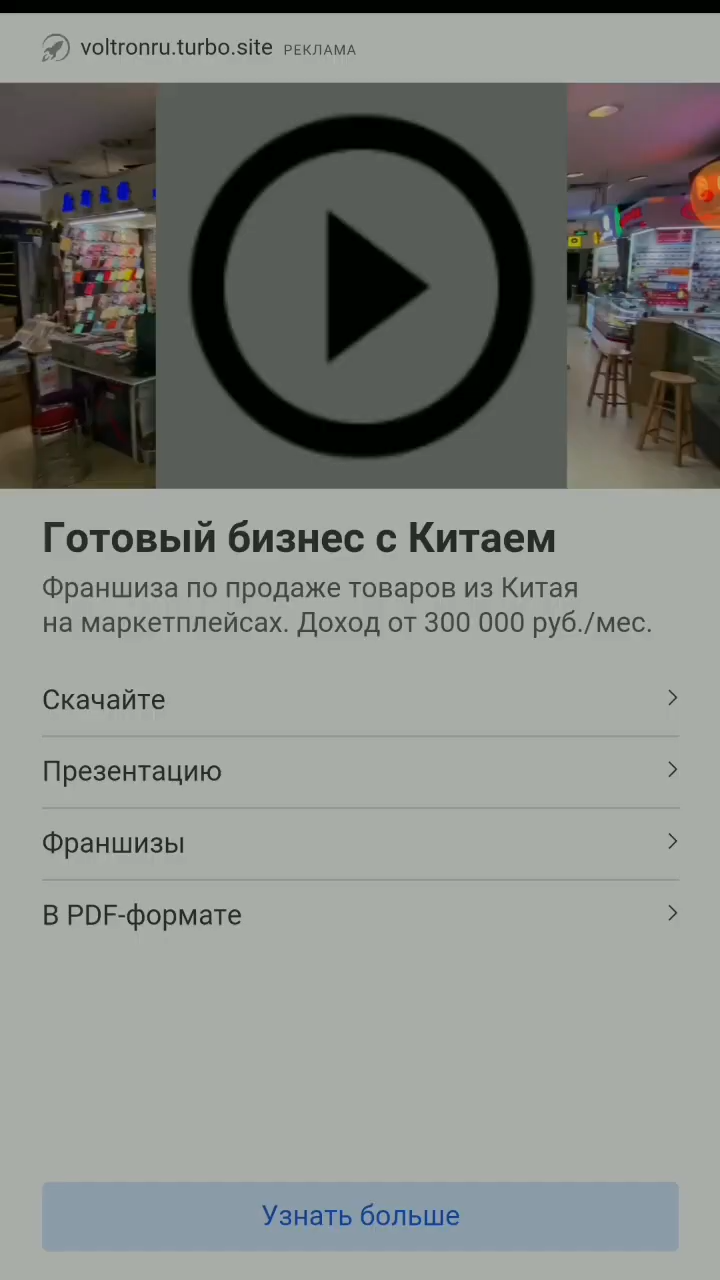 voltronru.turbo.site РЕКЛАМА
Готовый бизнес с Китаем
Франшиза по продаже товаров из Китая
на маркетплейсах. Доход от 300 000 руб./мес.
Скачайте
Презентацию
Франшизы
В PDF-формате
Узнать больше